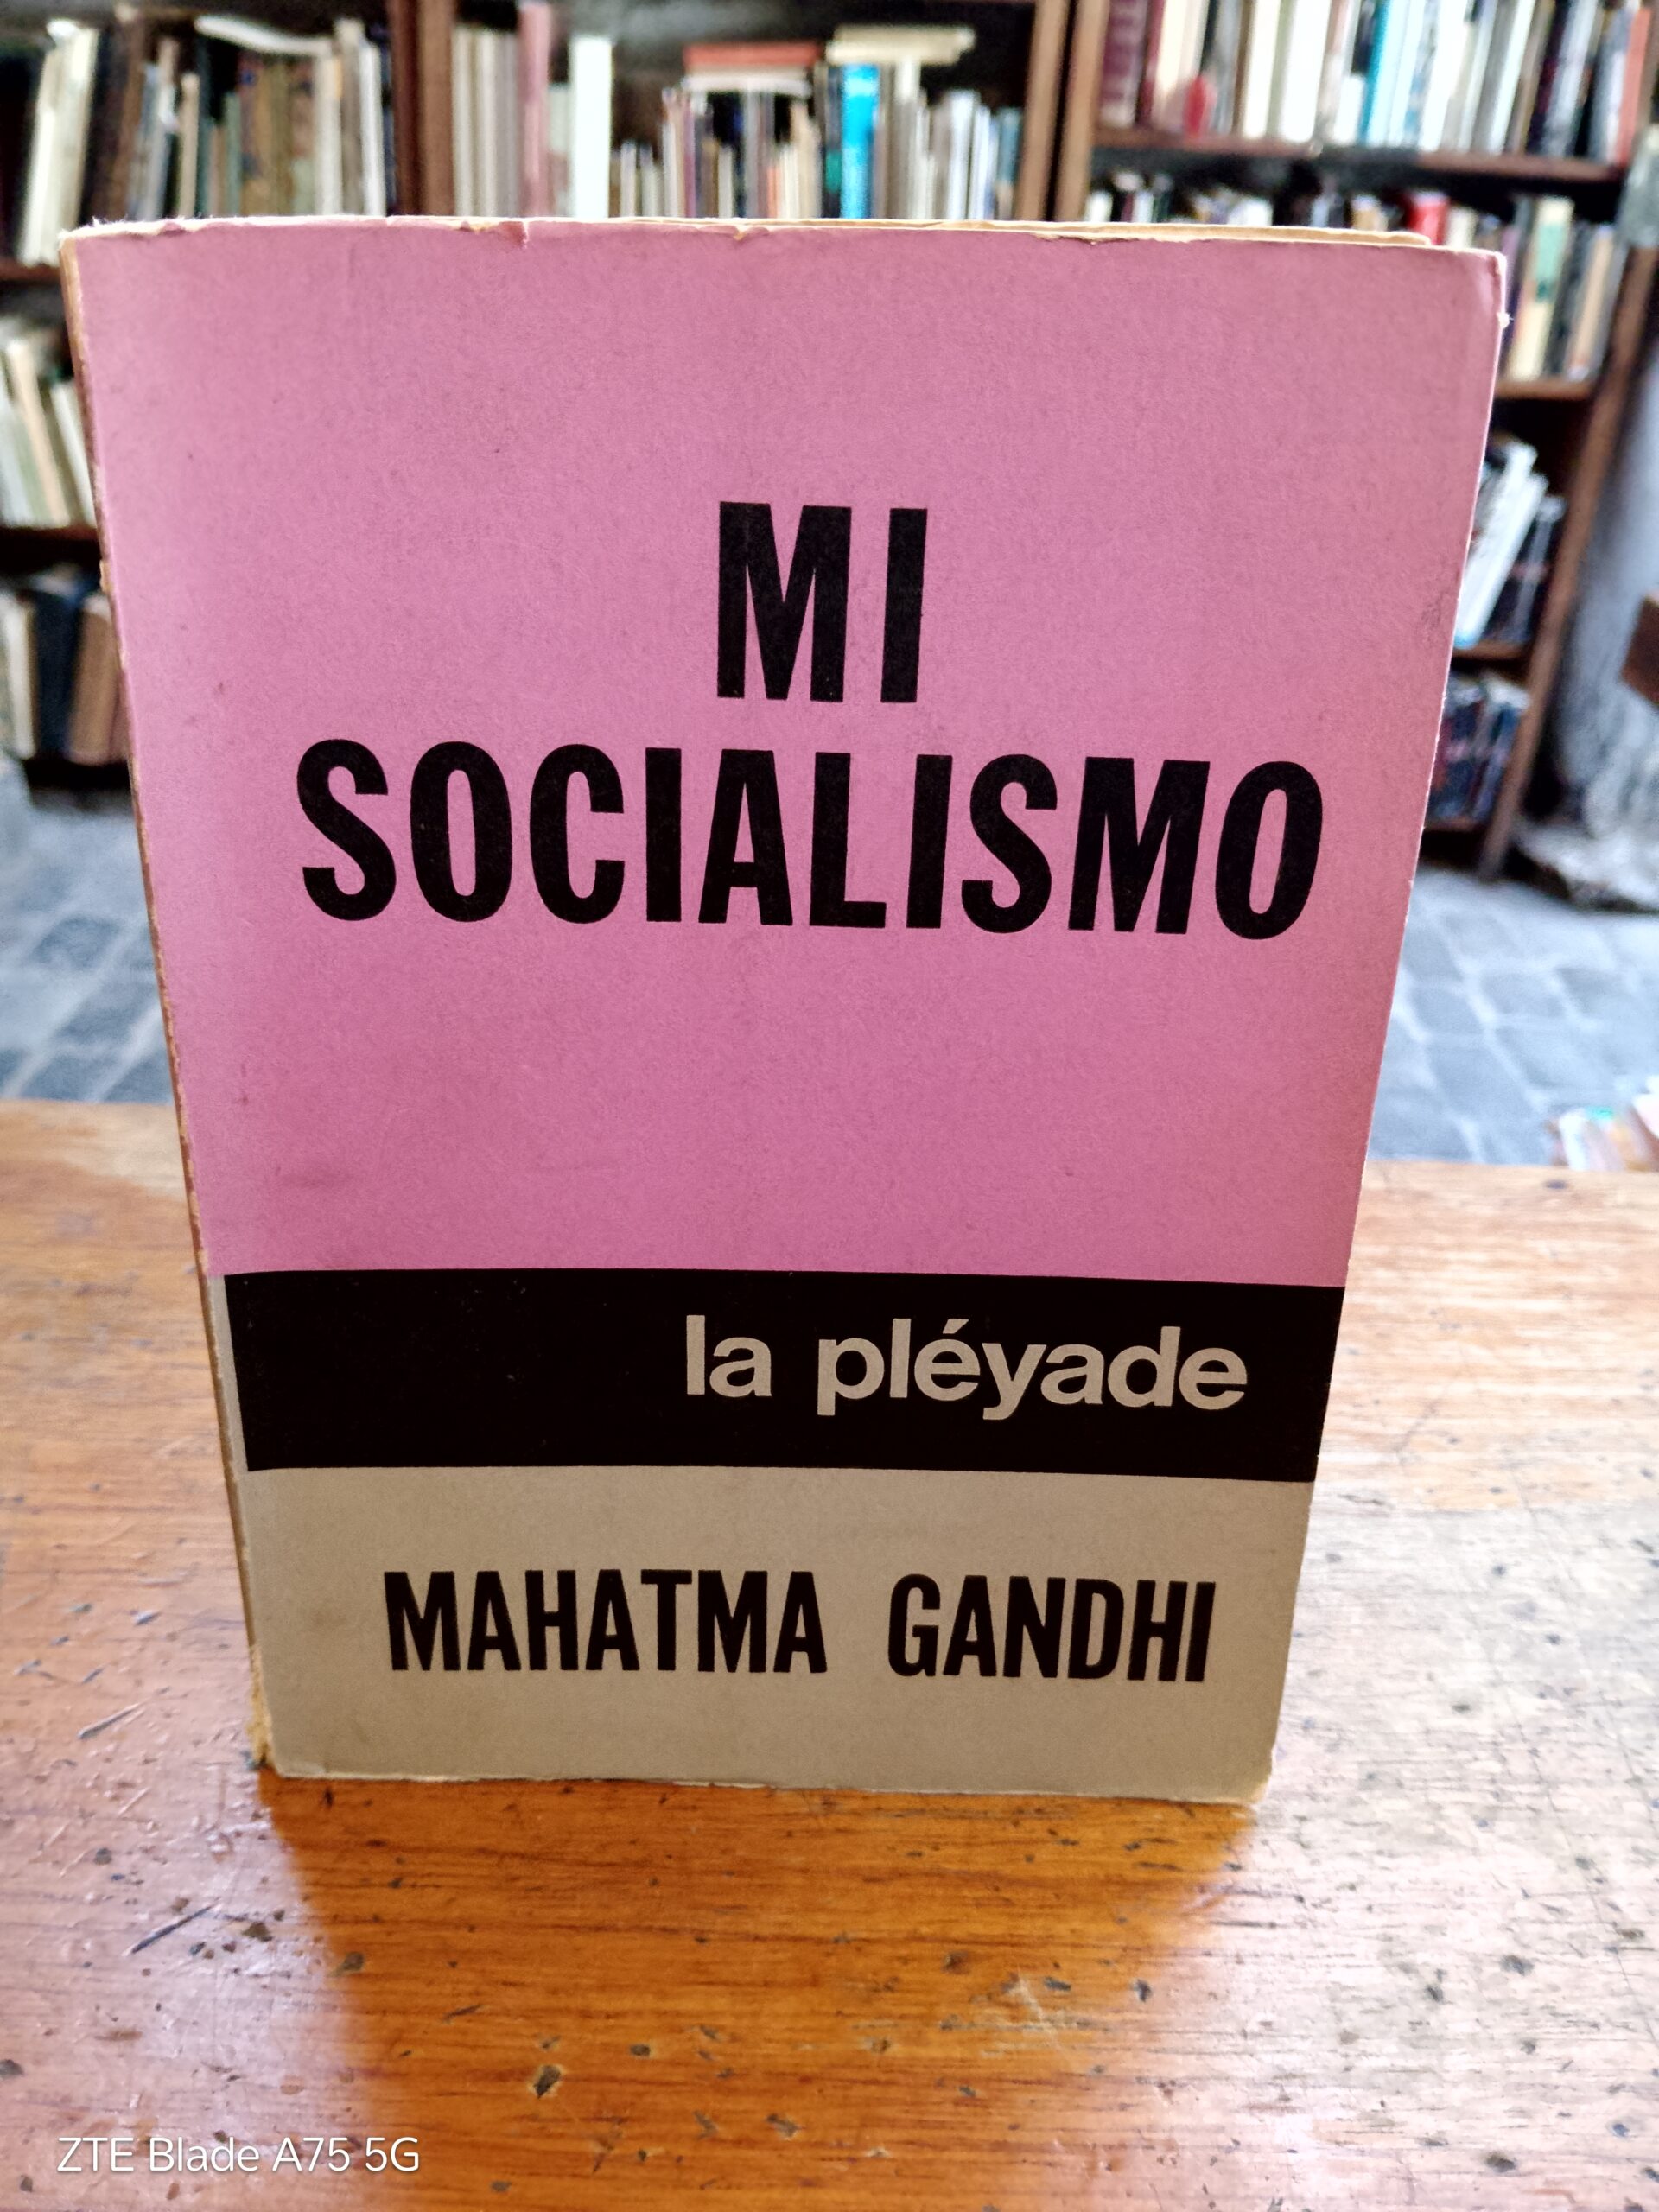 MI
SOCIALISMO
la pléyade
MAHATMA GANDHI
ZTE Blade A75 5G